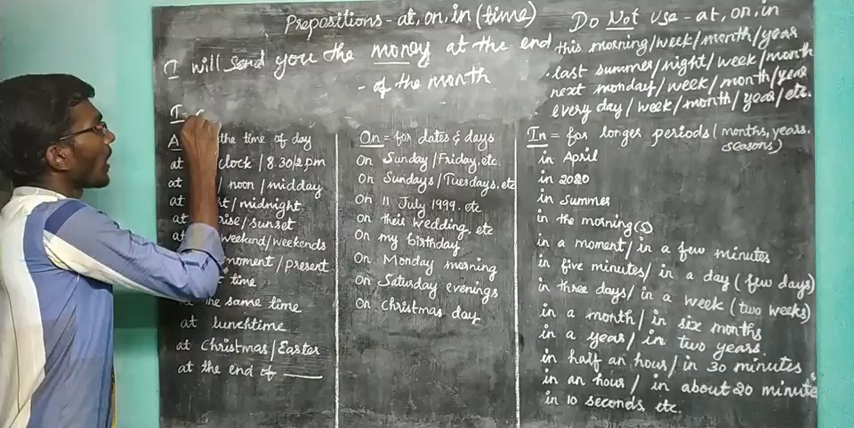 Prepositions - at, on, in (time)
I will send you the money at the end
- of the month
Do Not use - at, on, in
this morning/week/month/year
last summer/night/week/month
next monday/week/month/year
every day/week/month/year/etc.
the time of day
at clock / 8.30/2 pm
at / noon / midday
at / midnight
at / sunset
weekend/weekends
moment / present
time
the same time
at lunchtime
at Christmas / Easter
at the end of ____
On = for dates & days
on Sunday/Friday, etc.
on Sundays/Tuesdays, etc
on 11 July 1999, etc
on their wedding, etc
on my birthday
on Monday morning
on Saturday evenings
on Christmas day
In = for longer periods (months, years,
seasons)
in April
in 2020
in Summer
in the morning(s)
in a moment / in a few minutes
in five minutes / in a day (few days)
in three days / in a week (two weeks)
in a month / in six months
in a year / in two years.
in half an hour / in 30 minutes
in an hour / in about 20 minute
in 10 seconds, etc.